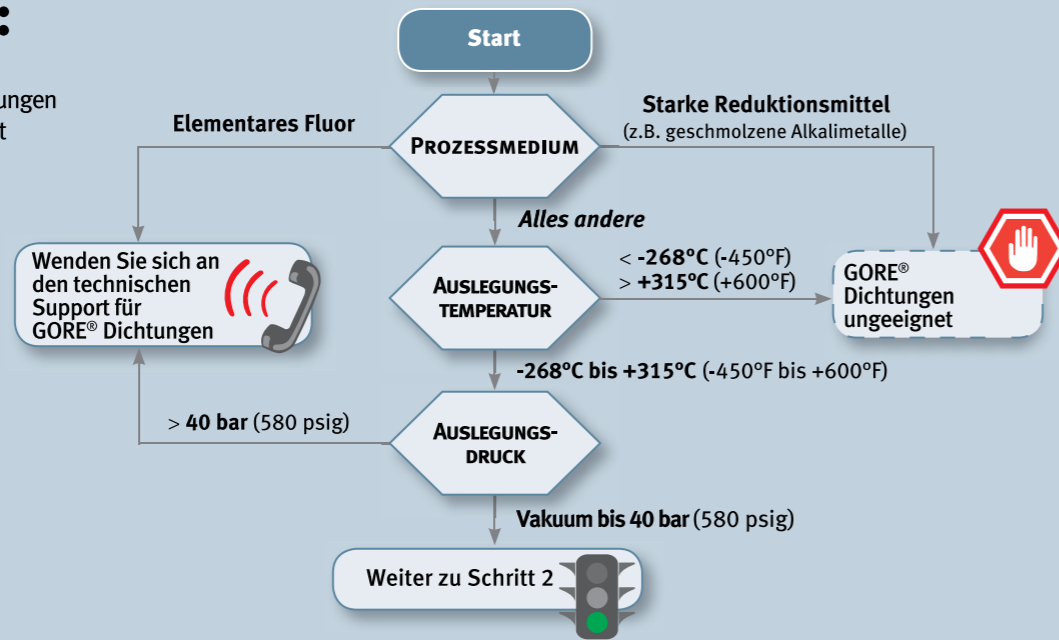 :
Start
ungen
t
Elementares Fluor
Starke Reduktionsmittel
(z.B. geschmolzene Alkalimetalle)
PROZESSMEDIUM
Alles andere
Wenden Sie sich an
den technischen
Support für
GORE® Dichtungen
AUSLEGUNGS-
TEMPERATUR
< -268°C (-450°F)
> +315°C (+600°F)
GORE®
Dichtungen
ungeeignet
-268°C bis +315°C (-450°F bis +600°F)
> 40 bar (580 psig)
AUSLEGUNGS-
DRUCK
Vakuum bis 40 bar (580 psig)
Weiter zu Schritt 2